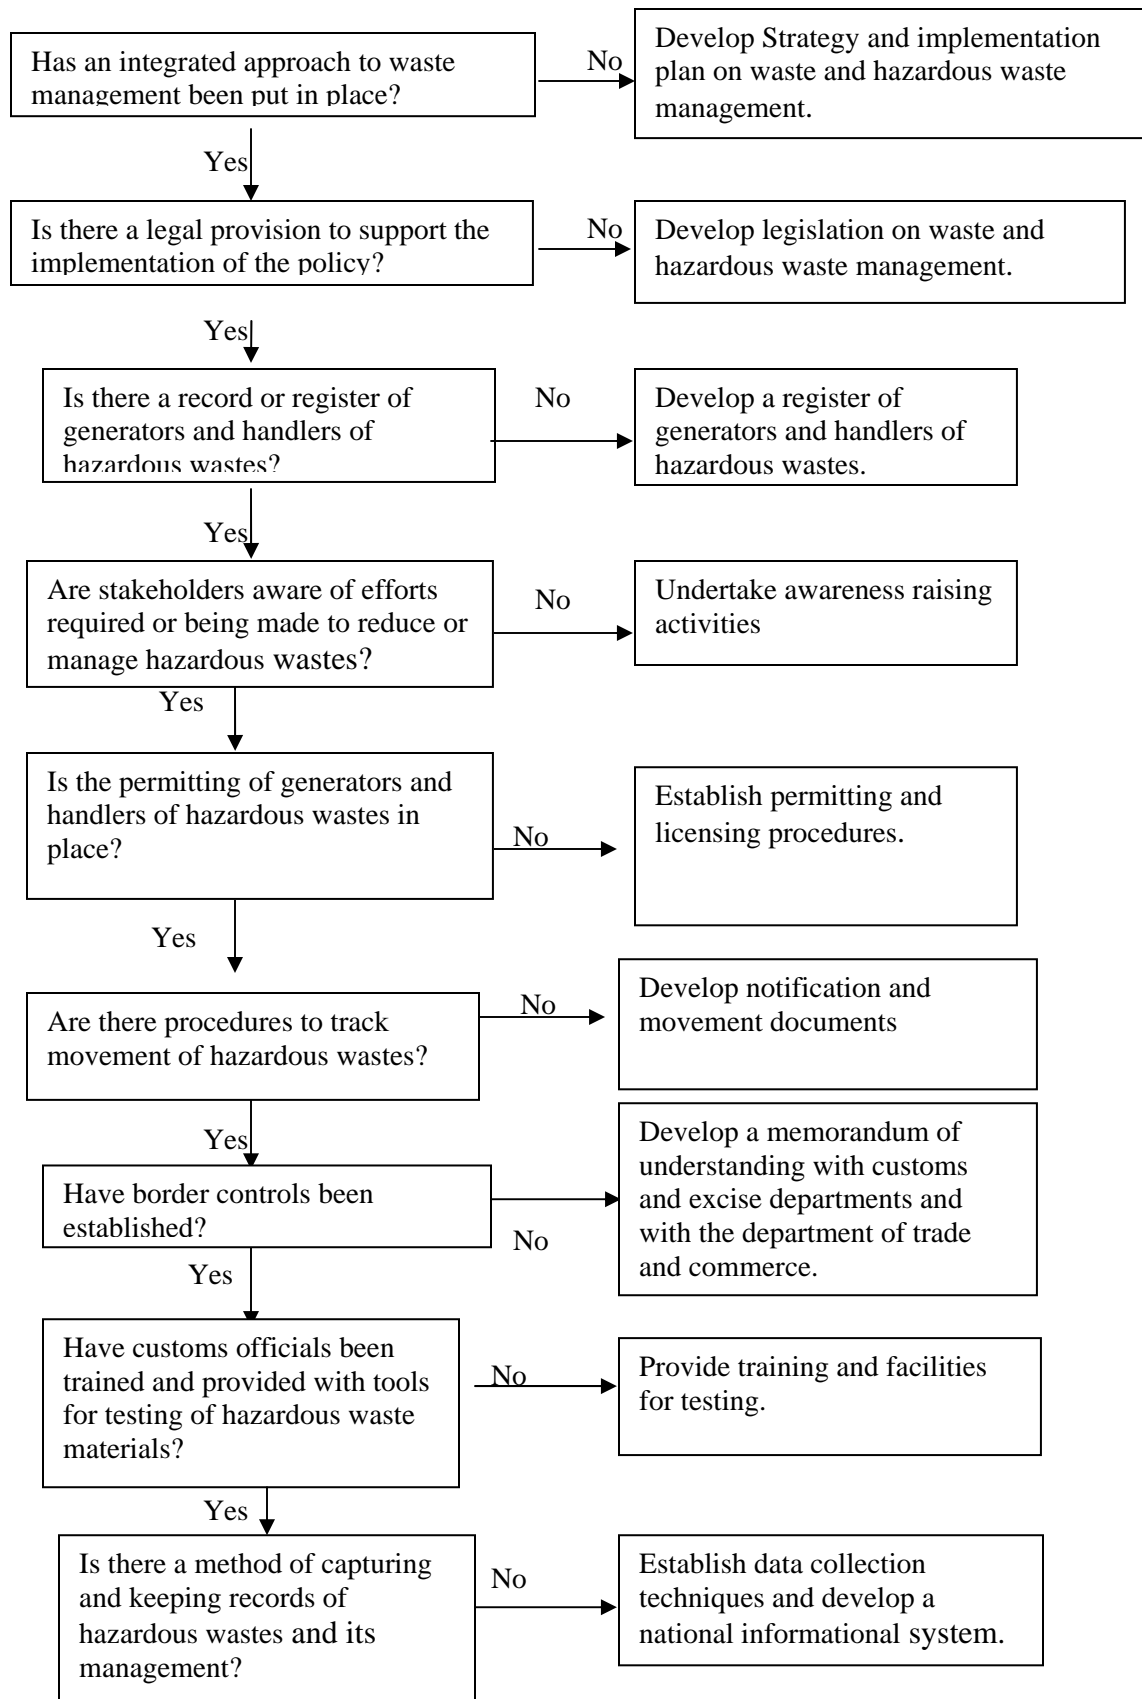 Has an integrated approach to waste
management been put in place?
No
Develop Strategy and implementation
plan on waste and hazardous waste
management.
Yes
Is there a legal provision to support the
implementation of the policy?
No
Develop legislation on waste and
hazardous waste management.
Yes
Is there a record or register of
generators and handlers of
hazardous wastes?
No
Develop a register of
generators and handlers of
hazardous wastes.
Yes
Are stakeholders aware of efforts
required or being made to reduce or
manage hazardous wastes?
No
Undertake awareness raising
activities
Yes
Is the permitting of generators and
handlers of hazardous wastes in
place?
No
Establish permitting and
licensing procedures.
Yes
Are there procedures to track
movement of hazardous wastes?
No
Develop notification and
movement documents
Yes
Have border controls been
established?
No
Develop a memorandum of
understanding with customs
and excise departments and
with the department of trade
and commerce.
Yes
Have customs officials been
trained and provided with tools
for testing of hazardous waste
materials?
No
Provide training and facilities
for testing.
Yes
Is there a method of capturing
and keeping records of
hazardous wastes and its
management?
No
Establish data collection
techniques and develop a
national informational system.